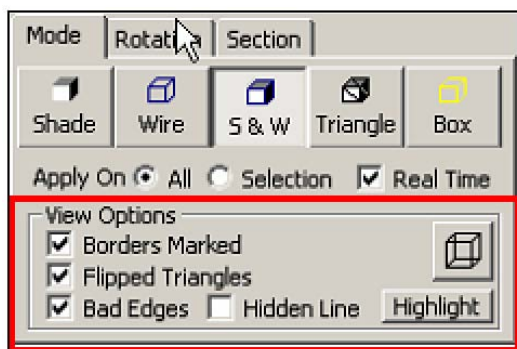 Mode Rotation Section
Shade Wire S & W Triangle Box
Apply On All Selection Real Time
View Options
Borders Marked
Flipped Triangles
Bad Edges Hidden Line Highlight